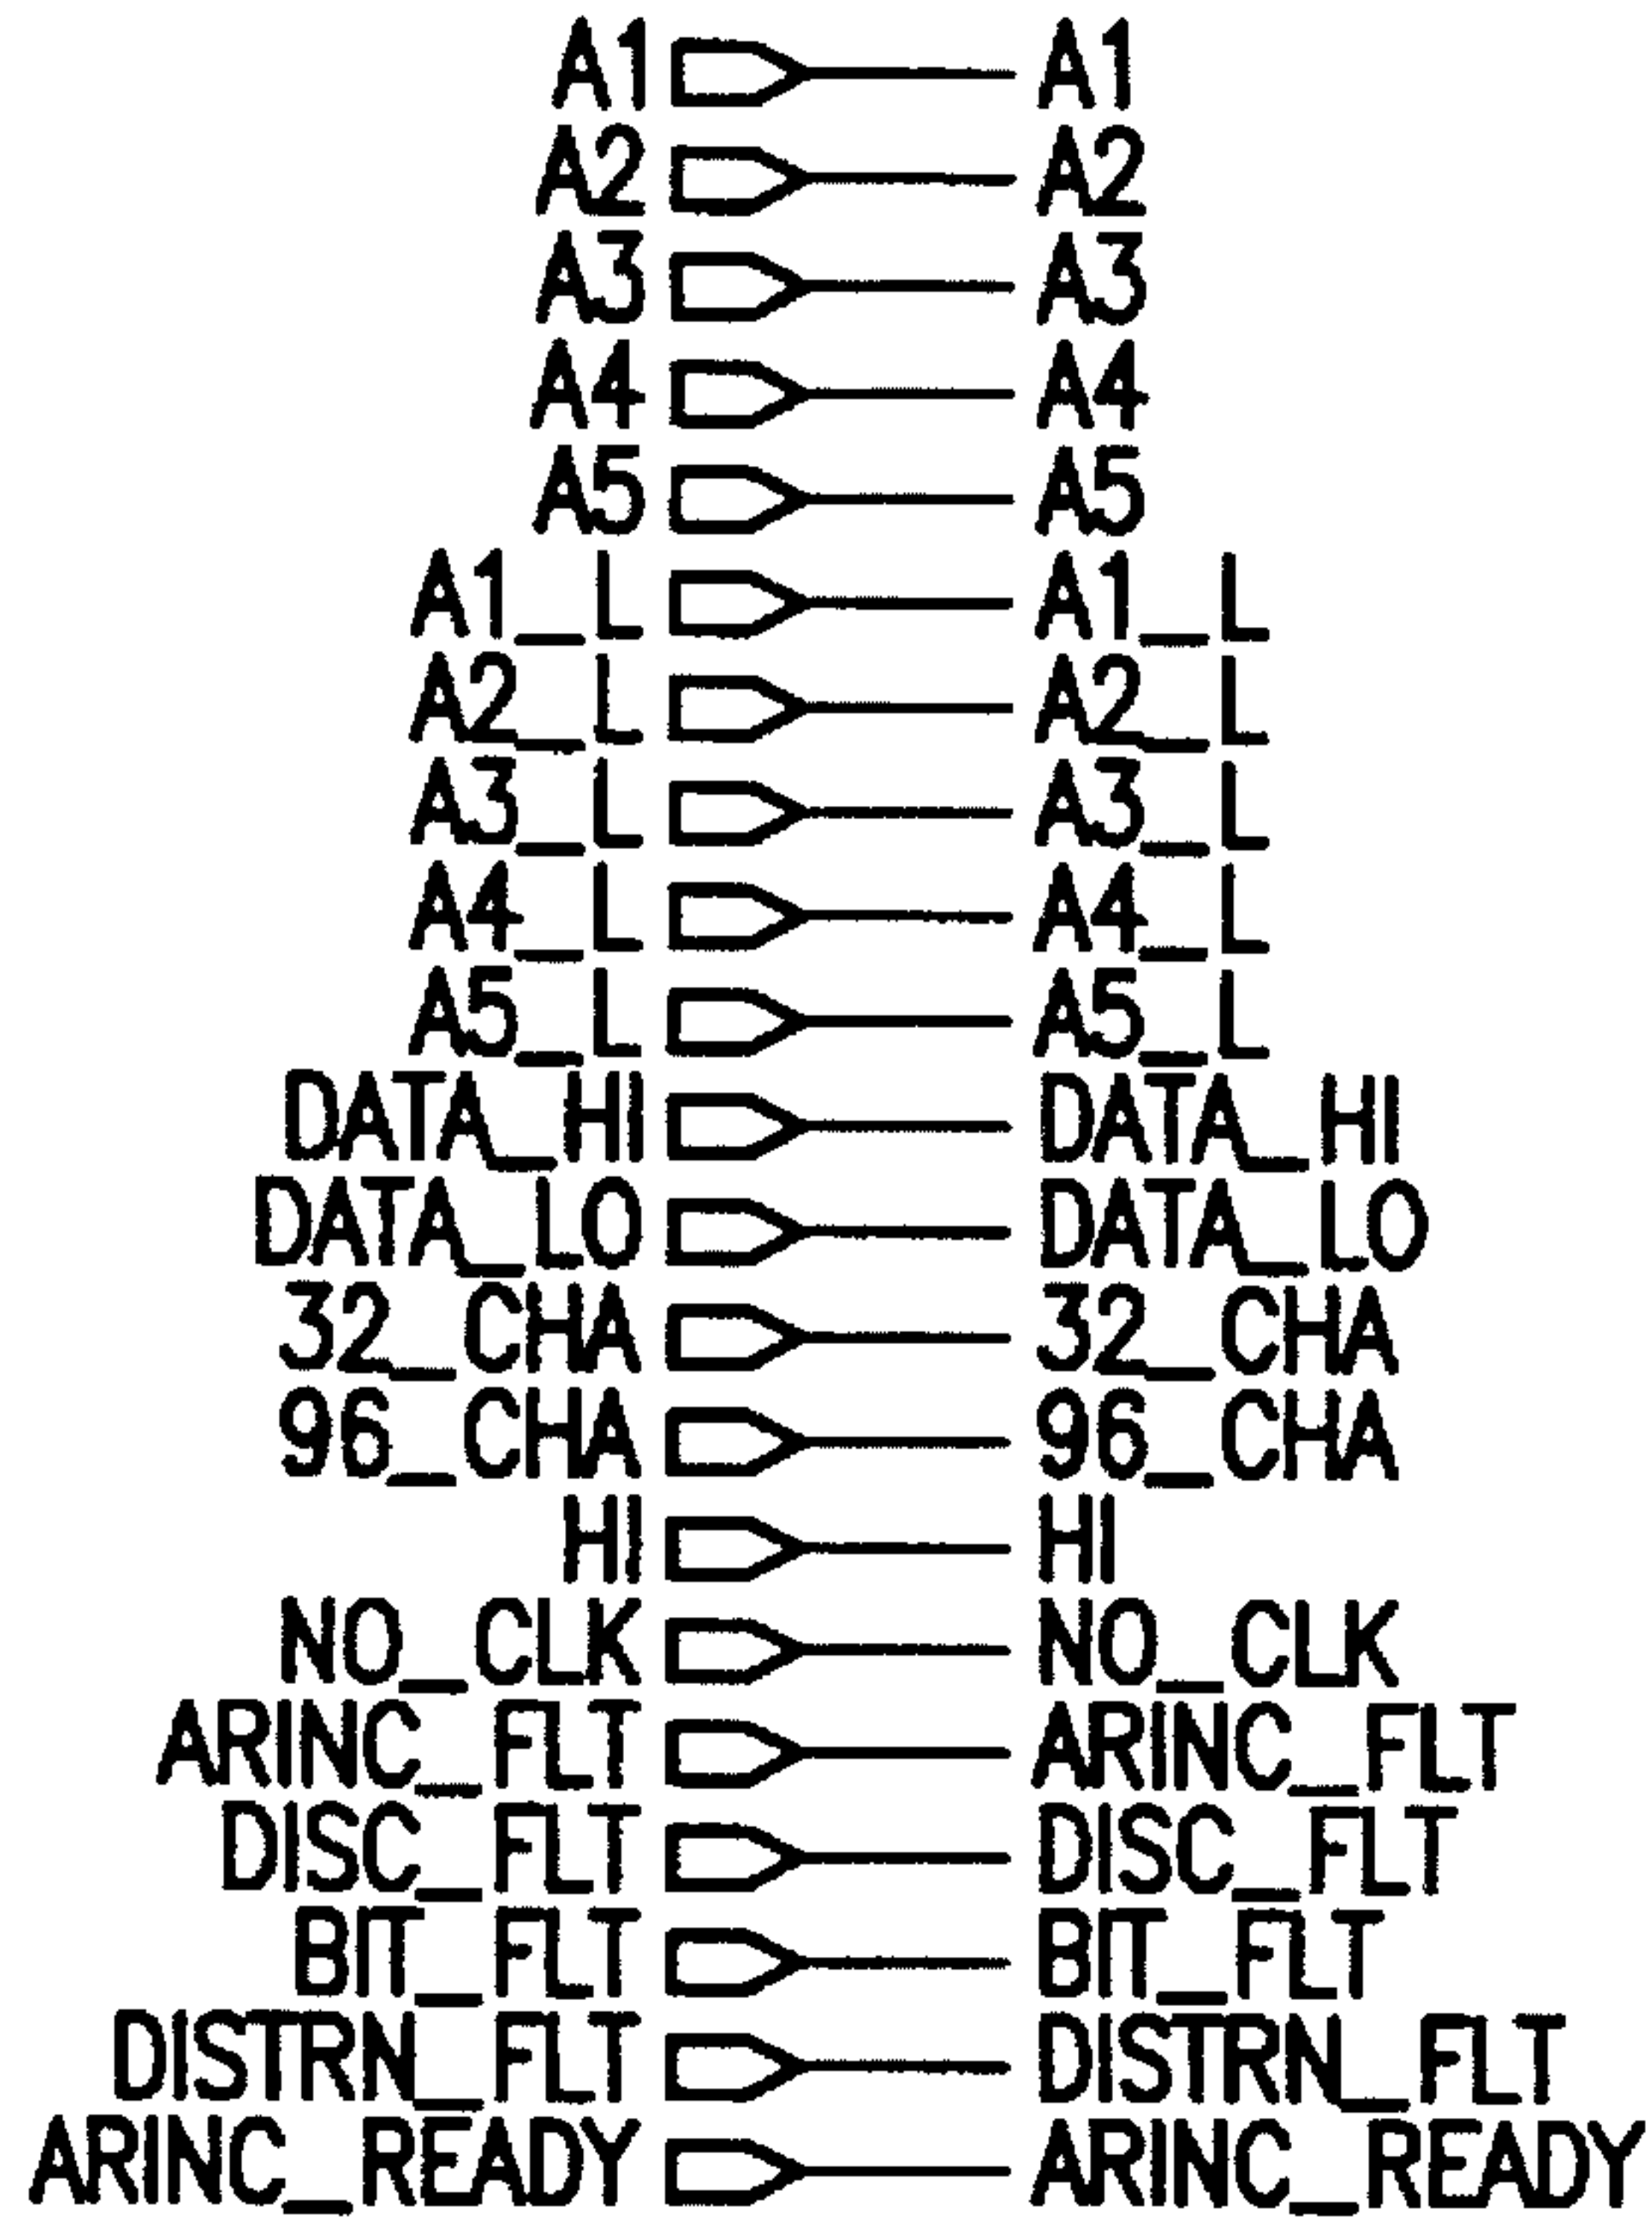 A1 A1
A2 A2
A3 A3
A4 A4
A5 A5
A1_L A1_L
A2_L A2_L
A3_L A3_L
A4_L A4_L
A5_L A5_L
DATA_HI DATA_HI
DATA_LO DATA_LO
32_CHA 32_CHA
96_CHA 96_CHA
HI HI
NO_CLK NO_CLK
ARINC_FLT ARINC_FLT
DISC_FLT DISC_FLT
BIT_FLT BIT_FLT
DISTRN_FLT DISTRN_FLT
ARINC_READY ARINC_READY